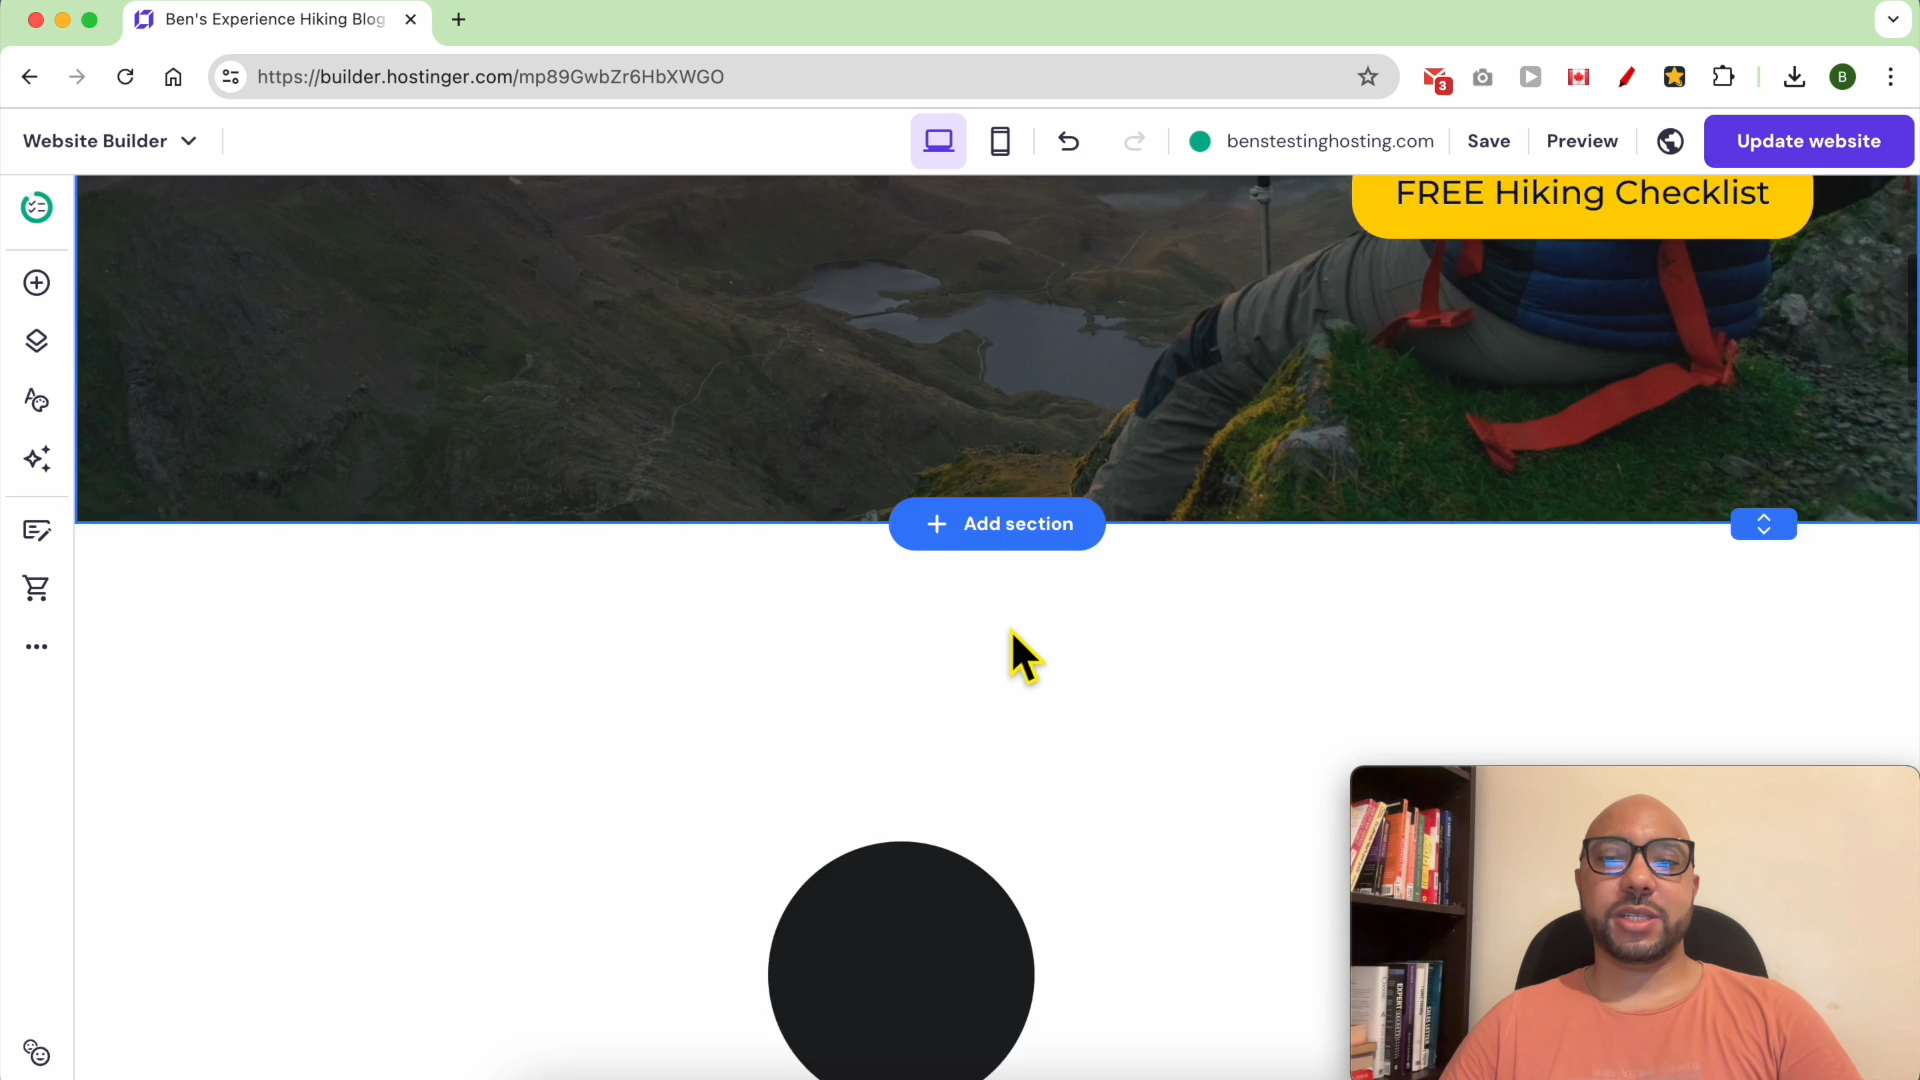 Ben's Experience Hiking Blog
https://builder.hostinger.com/mp89GwbZr6HbXWGO
3
B
Website Builder
benstestinghosting.com
Save
Preview
Update website
FREE Hiking Checklist
Add section
EXPERT